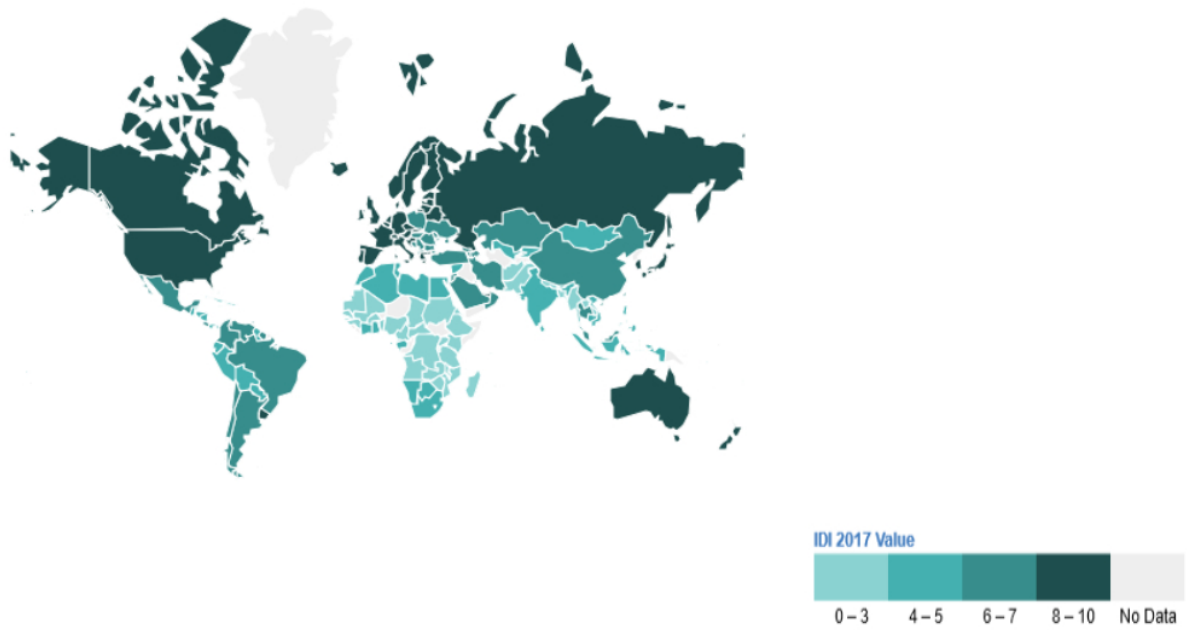 IDI 2017 Value
0 – 3 4 – 5 6 – 7 8 – 10 No Data